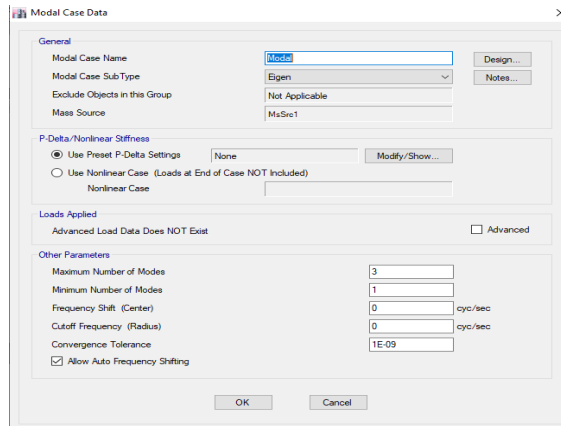 Modal Case Data
General
Modal Case Name Modal Design...
Modal Case SubType Eigen Notes...
Exclude Objects in this Group Not Applicable
Mass Source MsSrc1
P-Delta/Nonlinear Stiffness
Use Preset P-Delta Settings None Modify/Show...
Use Nonlinear Case (Loads at End of Case NOT Included)
Nonlinear Case
Loads Applied
Advanced Load Data Does NOT Exist Advanced
Other Parameters
Maximum Number of Modes 3
Minimum Number of Modes 1
Frequency Shift (Center) 0 cyc/sec
Cutoff Frequency (Radius) 0 cyc/sec
Convergence Tolerance 1E-09
Allow Auto Frequency Shifting
OK Cancel